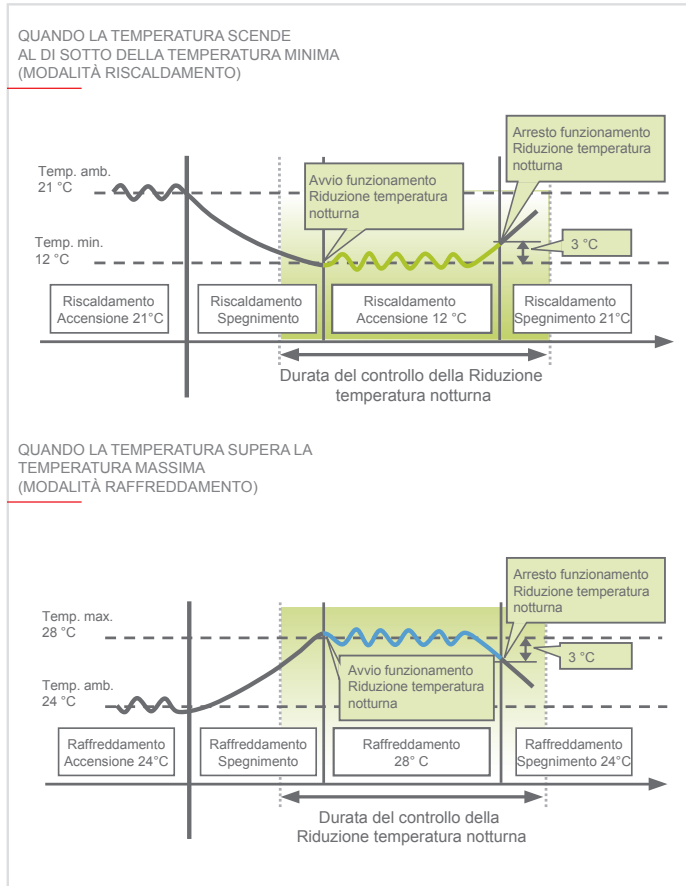 QUANDO LA TEMPERATURA SCENDE
AL DI SOTTO DELLA TEMPERATURA MINIMA
(MODALITÀ RISCALDAMENTO)
Arresto funzionamento
Riduzione temperatura
notturna
Temp. amb.
21 °C
Avvio funzionamento
Riduzione temperatura
notturna
Temp. min.
12 °C
3 °C
Riscaldamento
Accensione 21°C
Riscaldamento
Spegnimento
Riscaldamento
Accensione 12 °C
Riscaldamento
Spegnimento 21°C
Durata del controllo della Riduzione
temperatura notturna
QUANDO LA TEMPERATURA SUPERA LA
TEMPERATURA MASSIMA
(MODALITÀ RAFFREDDAMENTO)
Arresto funzionamento
Riduzione temperatura
notturna
Temp. max.
28 °C
3 °C
Avvio funzionamento
Riduzione temperatura
notturna
Temp. amb.
24 °C
Raffreddamento
Accensione 24°C
Raffreddamento
Spegnimento
Raffreddamento
28° C
Raffreddamento
Spegnimento 24°C
Durata del controllo della
Riduzione temperatura notturna